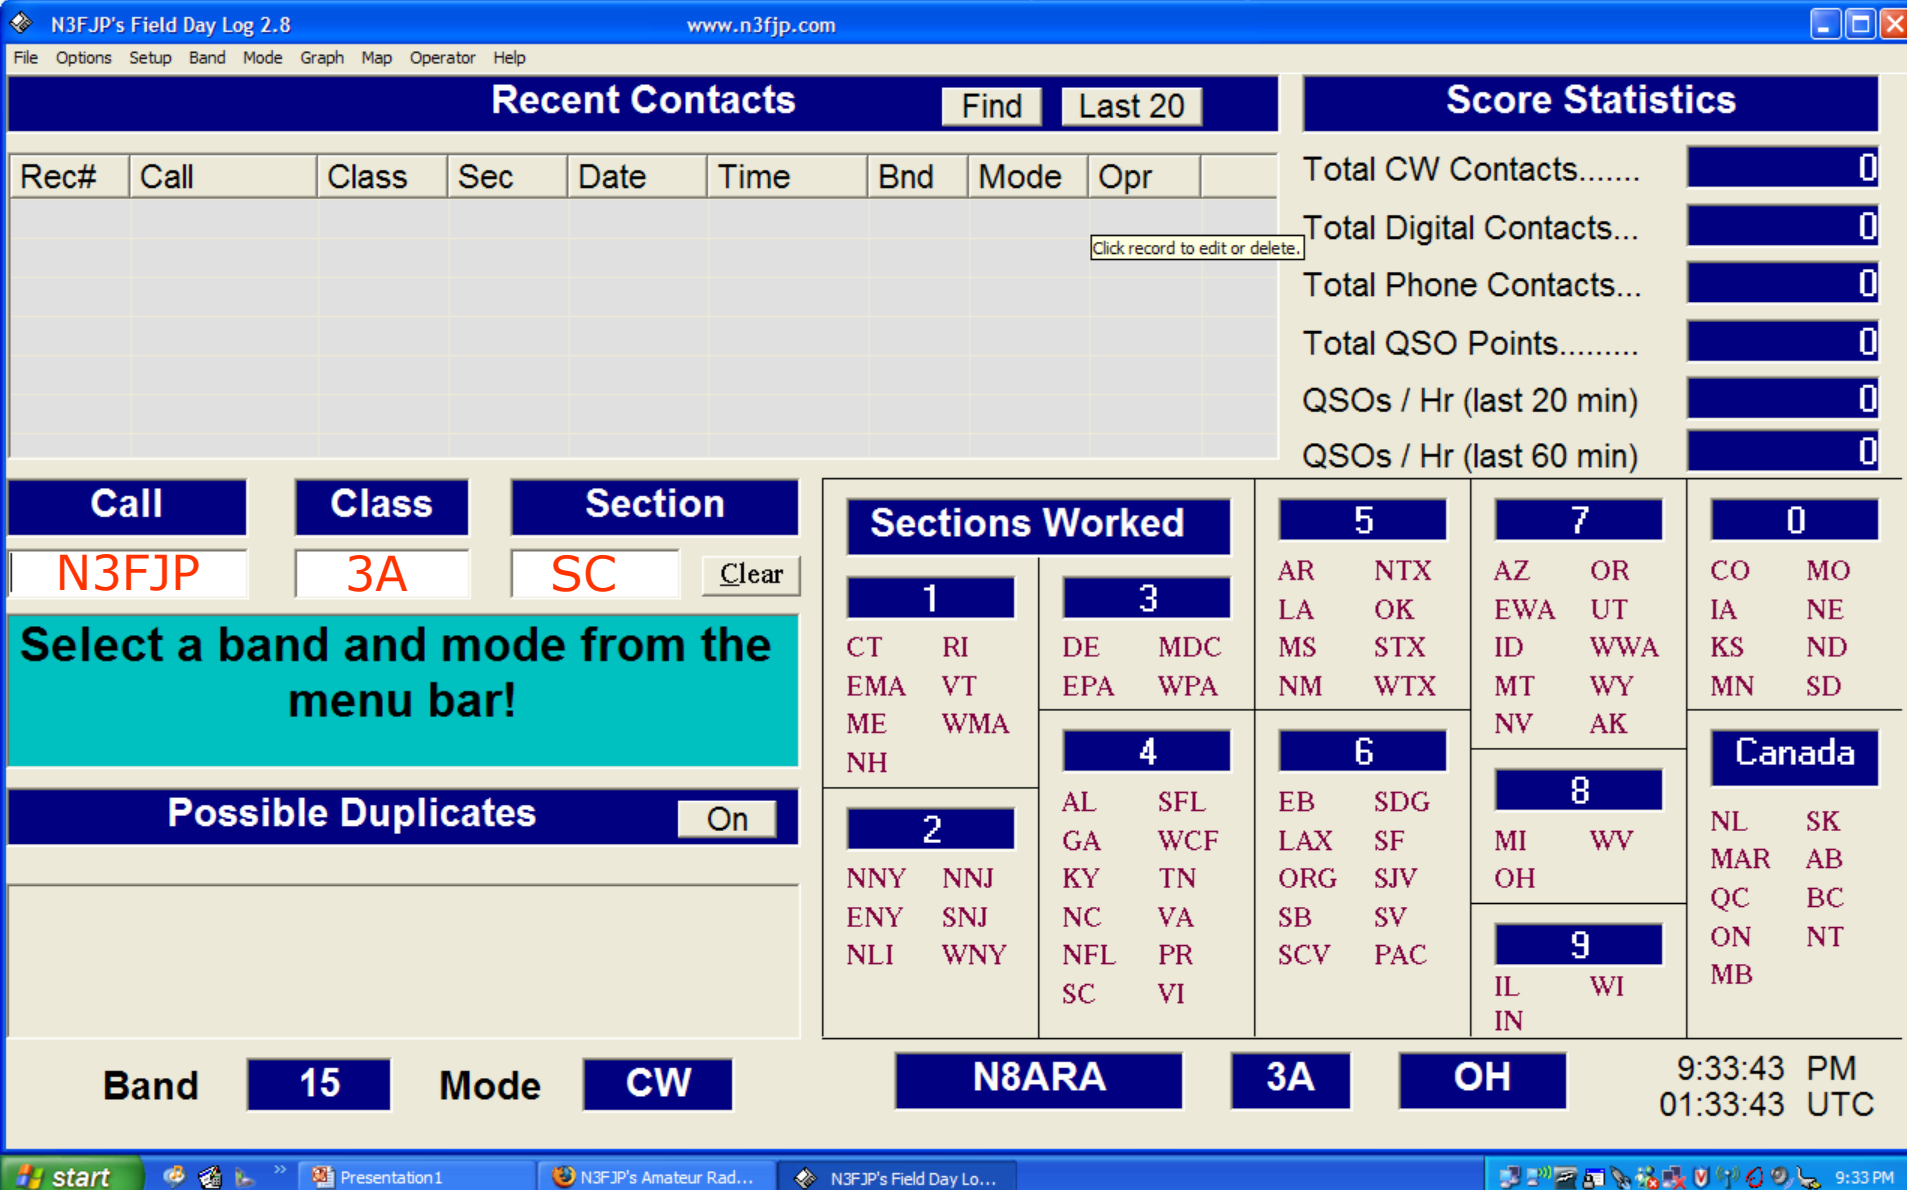 N3FJP's Field Day Log 2.8 www.n3fjp.com
File Options Setup Band Mode Graph Map Operator Help
Recent Contacts Find Last 20
Rec# Call Class Sec Date Time Bnd Mode Opr
Click record to edit or delete.
Score Statistics
Total CW Contacts....... 0
Total Digital Contacts... 0
Total Phone Contacts... 0
Total QSO Points......... 0
QSOs / Hr (last 20 min) 0
QSOs / Hr (last 60 min) 0
Call Class Section
N3FJP 3A SC Clear
Select a band and mode from the
menu bar!
Possible Duplicates On
Sections Worked
1
CT RI
EMA VT
ME WMA
NH
2
NNY NNJ
ENY SNJ
NLI WNY
3
DE MDC
EPA WPA
4
AL SFL
GA WCF
KY TN
NC VA
NFL PR
SC VI
5
AR NTX
LA OK
MS STX
NM WTX
6
EB SDG
LAX SF
ORG SJV
SB SV
SCV PAC
7
AZ OR
EWA UT
ID WWA
MT WY
NV AK
8
MI WV
OH
9
IL WI
IN
0
CO MO
IA NE
KS ND
MN SD
Canada
NL SK
MAR AB
QC BC
ON NT
MB
Band 15 Mode CW N8ARA 3A OH
9:33:43 PM
01:33:43 UTC
start Presentation1 N3FJP's Amateur Rad... N3FJP's Field Day Lo... 9:33 PM